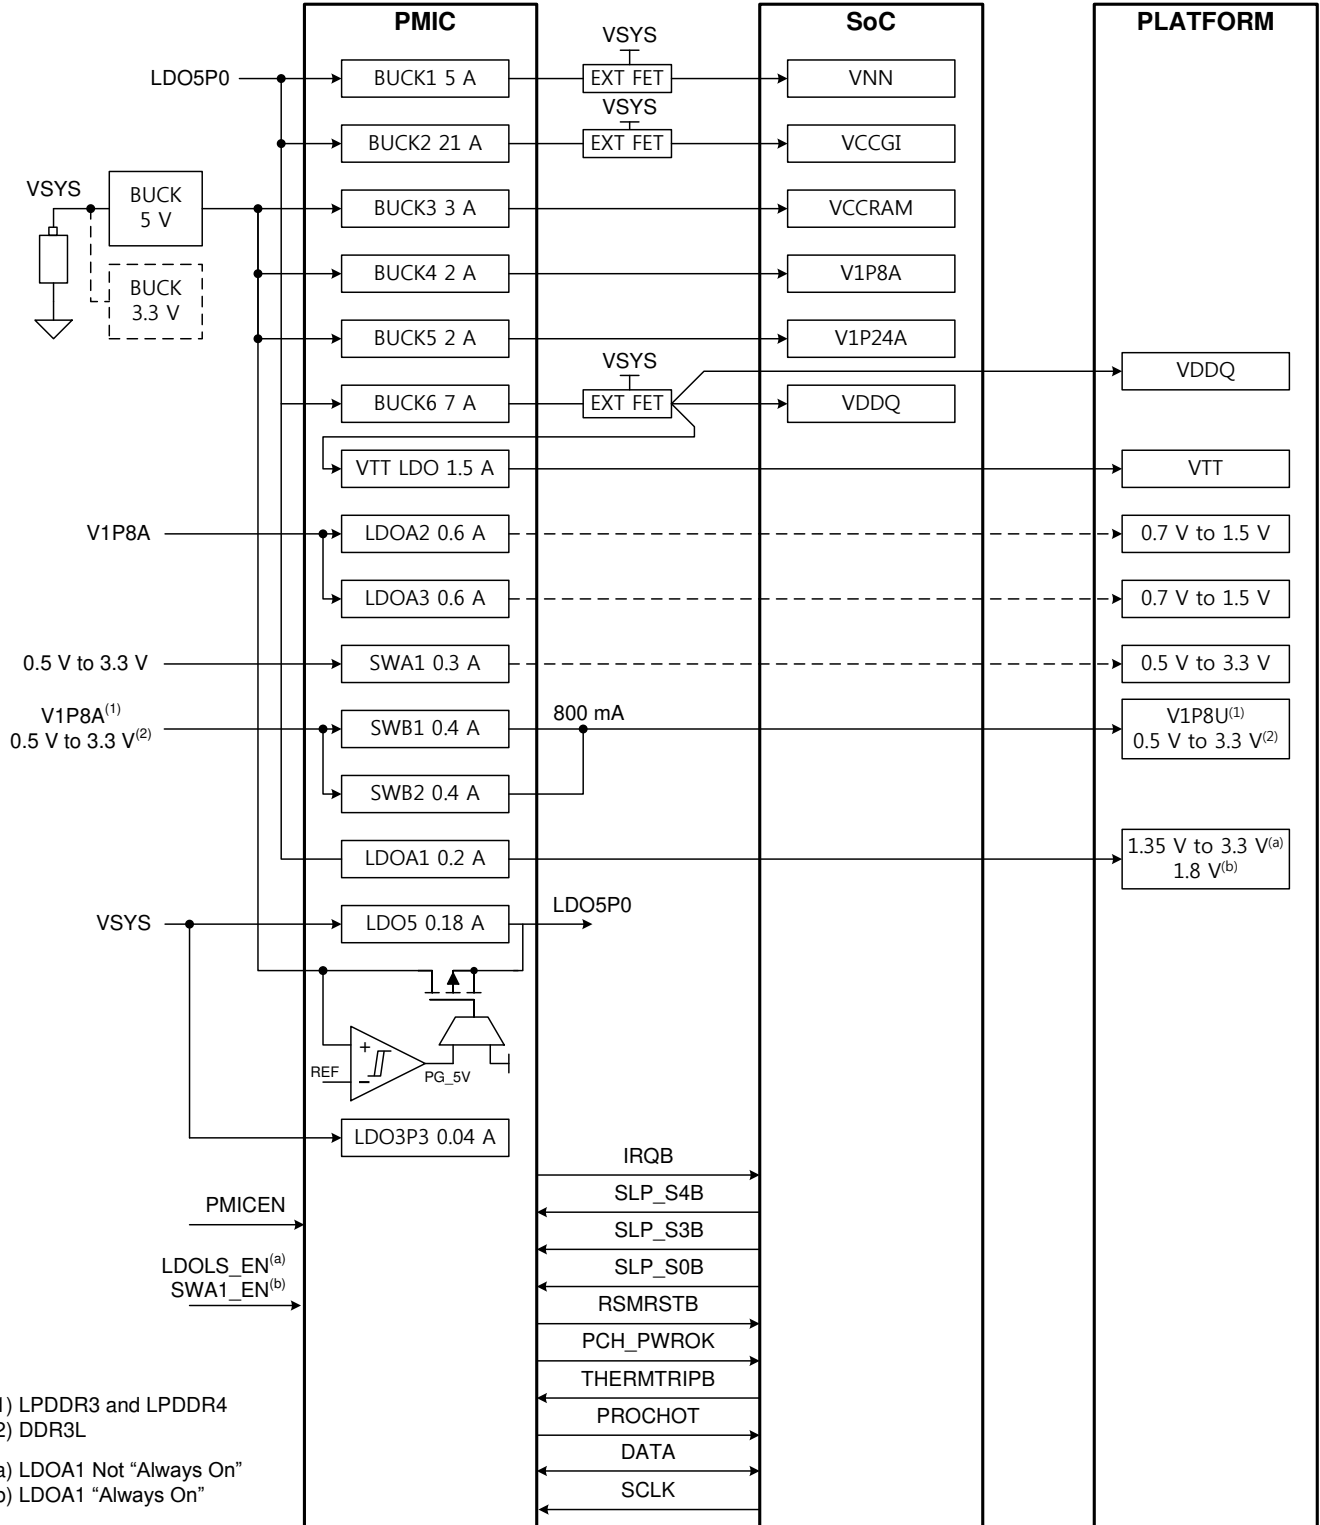 PMIC
SoC
PLATFORM
LDO5P0
BUCK1 5 A
VSYS
EXT FET
VNN
BUCK2 21 A
VSYS
EXT FET
VCCGI
VSYS
BUCK
5 V
BUCK3 3 A
VCCRAM
BUCK
3.3 V
BUCK4 2 A
V1P8A
BUCK5 2 A
V1P24A
VSYS
VDDQ
BUCK6 7 A
EXT FET
VDDQ
VTT LDO 1.5 A
VTT
V1P8A
LDOA2 0.6 A
0.7 V to 1.5 V
LDOA3 0.6 A
0.7 V to 1.5 V
0.5 V to 3.3 V
SWA1 0.3 A
0.5 V to 3.3 V
V1P8A(1)
0.5 V to 3.3 V(2)
SWB1 0.4 A
800 mA
V1P8U(1)
0.5 V to 3.3 V(2)
SWB2 0.4 A
LDOA1 0.2 A
1.35 V to 3.3 V(a)
1.8 V(b)
VSYS
LDO5 0.18 A
LDO5P0
+
REF
−
PG_5V
LDO3P3 0.04 A
IRQB
SLP_S4B
PMICEN
SLP_S3B
LDOLS_EN(a)
SWA1_EN(b)
SLP_S0B
RSMRSTB
PCH_PWROK
THERMTRIPB
PROCHOT
DATA
SCLK
1) LPDDR3 and LPDDR4
2) DDR3L
a) LDOA1 Not “Always On”
b) LDOA1 “Always On”